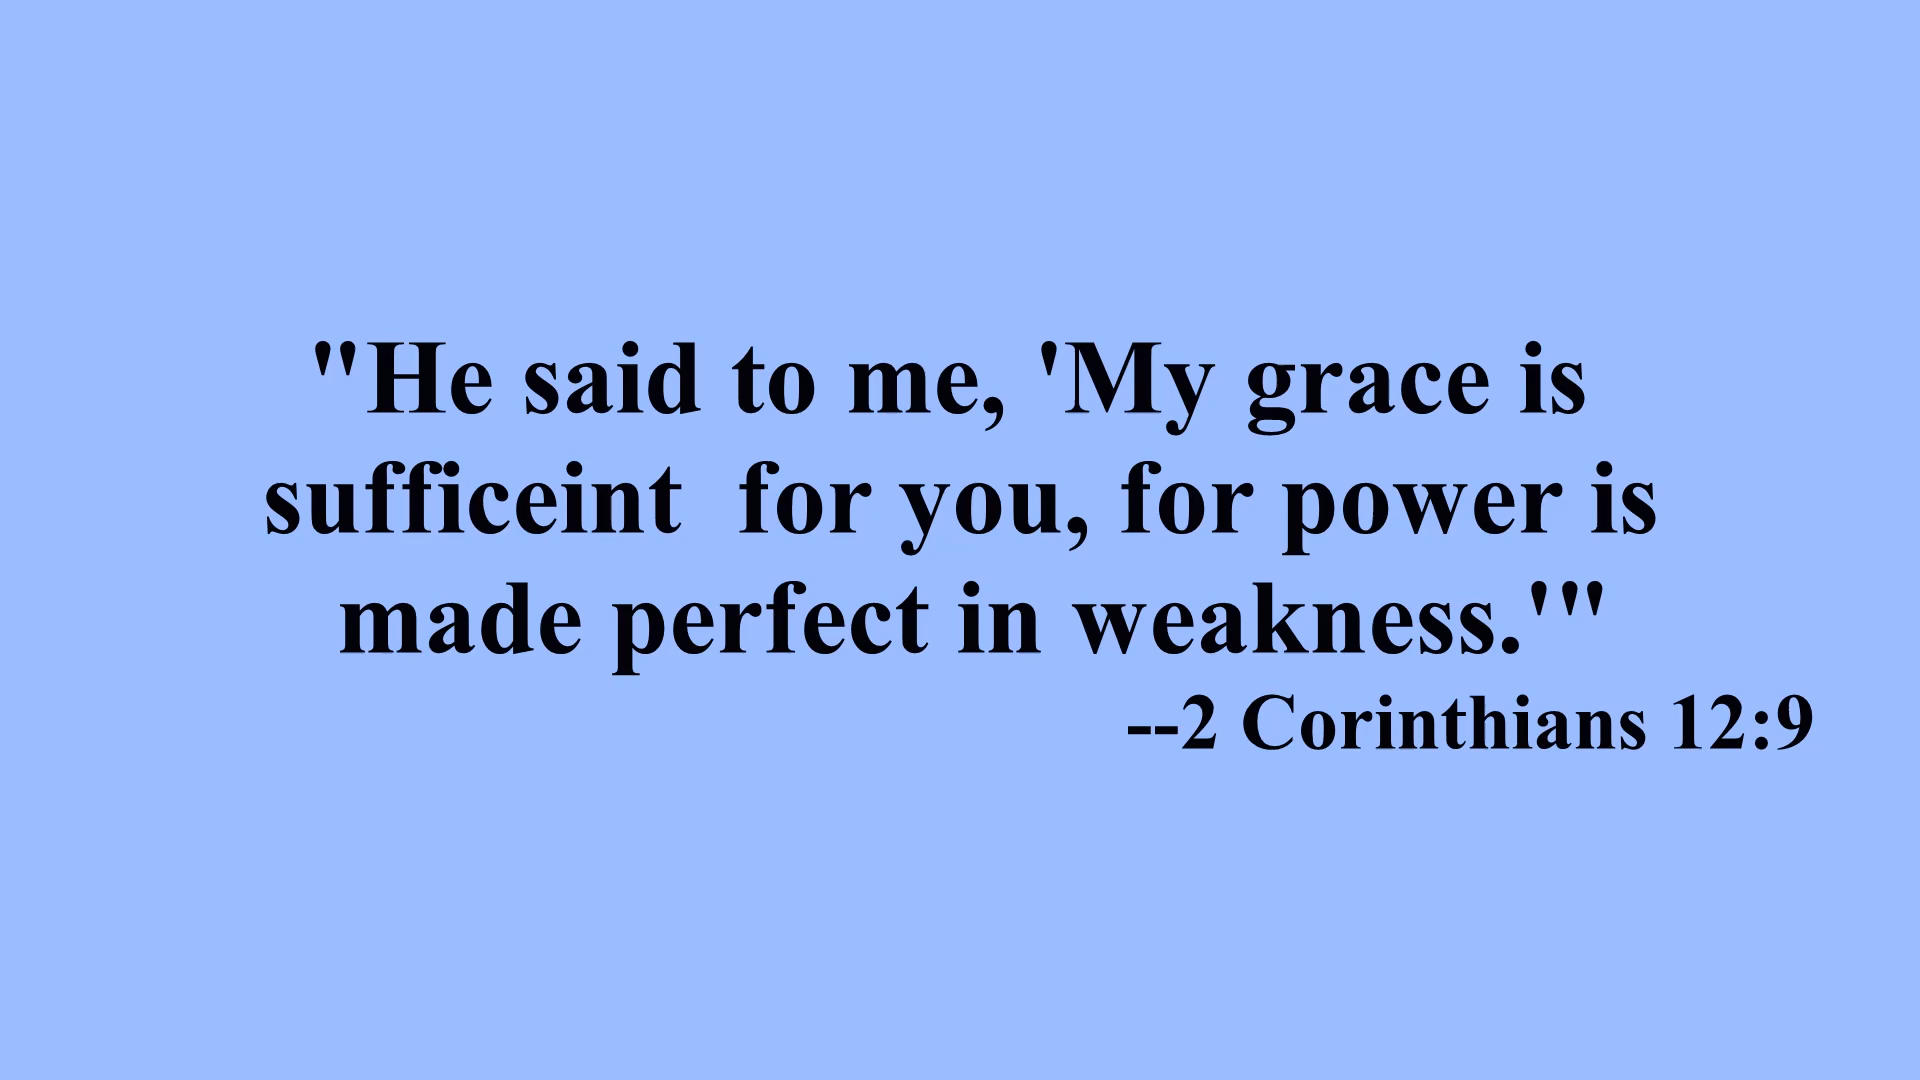 "He said to me, 'My grace is
sufficeint  for you, for power is
made perfect in weakness.'"
--2 Corinthians 12:9